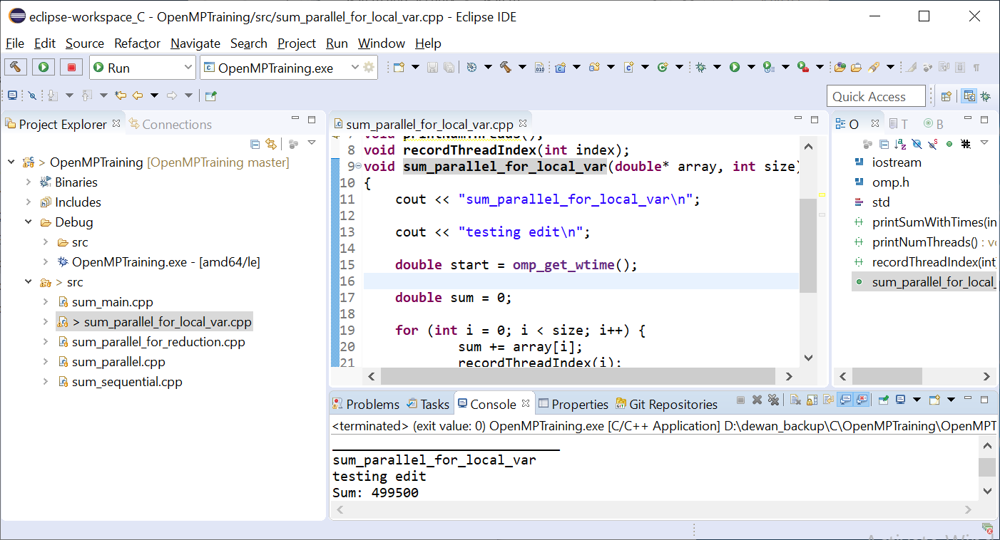 eclipse-workspace_C - OpenMPTraining/src/sum_parallel_for_local_var.cpp - Eclipse IDE
File Edit Source Refactor Navigate Search Project Run Window Help
Run OpenMPTraining.exe
Quick Access
Project Explorer Connections
> OpenMPTraining [OpenMPTraining master]
Binaries
Includes
Debug
src
OpenMPTraining.exe - [amd64/le]
> src
sum_main.cpp
> sum_parallel_for_local_var.cpp
sum_parallel_for_reduction.cpp
sum_parallel.cpp
sum_sequential.cpp
sum_parallel_for_local_var.cpp
7 void printNumThreads();
8 void recordThreadIndex(int index);
9 void sum_parallel_for_local_var(double* array, int size)
10 {
11 cout << "sum_parallel_for_local_var\n";
12
13 cout << "testing edit\n";
14
15 double start = omp_get_wtime();
16
17 double sum = 0;
18
19 for (int i = 0; i < size; i++) {
20 sum += array[i];
21 recordThreadIndex(i);
O T B
iostream
omp.h
std
printSumWithTimes(in
printNumThreads() : vo
recordThreadIndex(int
sum_parallel_for_local_
Problems Tasks Console Properties Git Repositories
<terminated> (exit value: 0) OpenMPTraining.exe [C/C++ Application] D:\dewan_backup\C\OpenMPTraining\OpenMPT
sum_parallel_for_local_var
testing edit
Sum: 499500